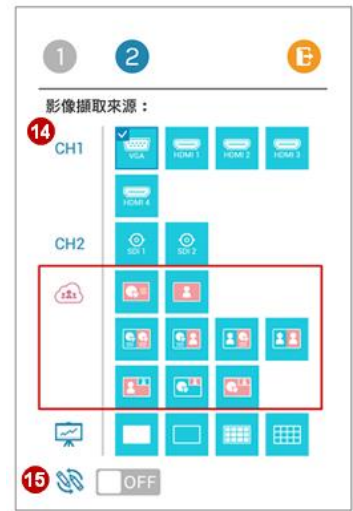 1 2
影像擷取來源：
14
CH1 VGA HDMI 1 HDMI 2 HDMI 3
HDMI 4
CH2 SDI 1 SDI 2
15 OFF